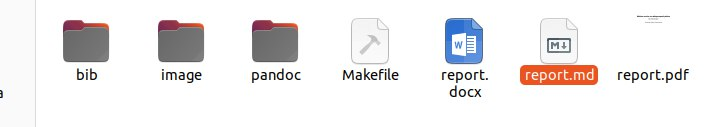 bib
image
pandoc
Makefile
report.
docx
report.md
report.pdf
a